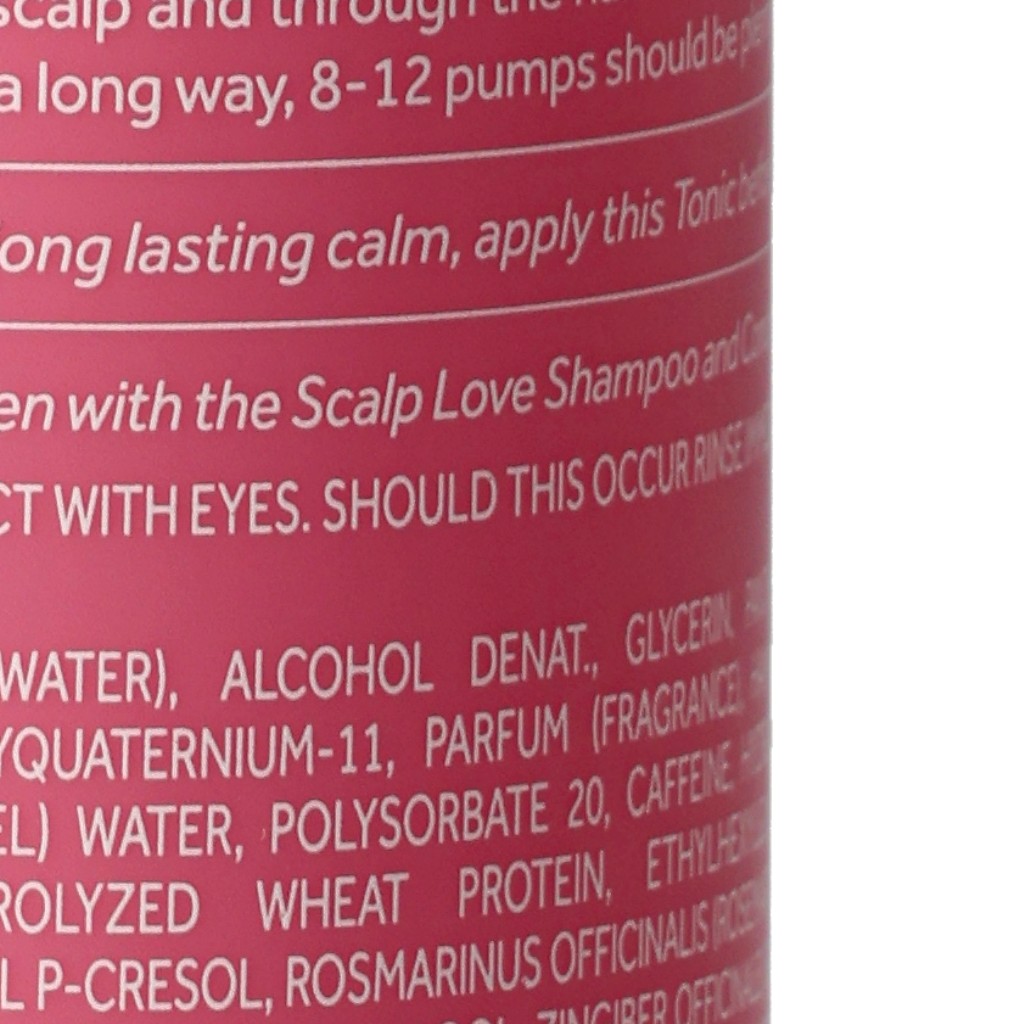 scalp and through the
a long way, 8-12 pumps should be
long lasting calm, apply this Tonic
en with the Scalp Love Shampoo and
CT WITH EYES. SHOULD THIS OCCUR RINSE
WATER), ALCOHOL DENAT., GLYCERIN,
YQUATERNIUM-11, PARFUM (FRAGRANCE),
EL) WATER, POLYSORBATE 20, CAFFEINE,
ROLYZED WHEAT PROTEIN,
L P-CRESOL, ROSMARINUS OFFICINALIS
ZINGIBER